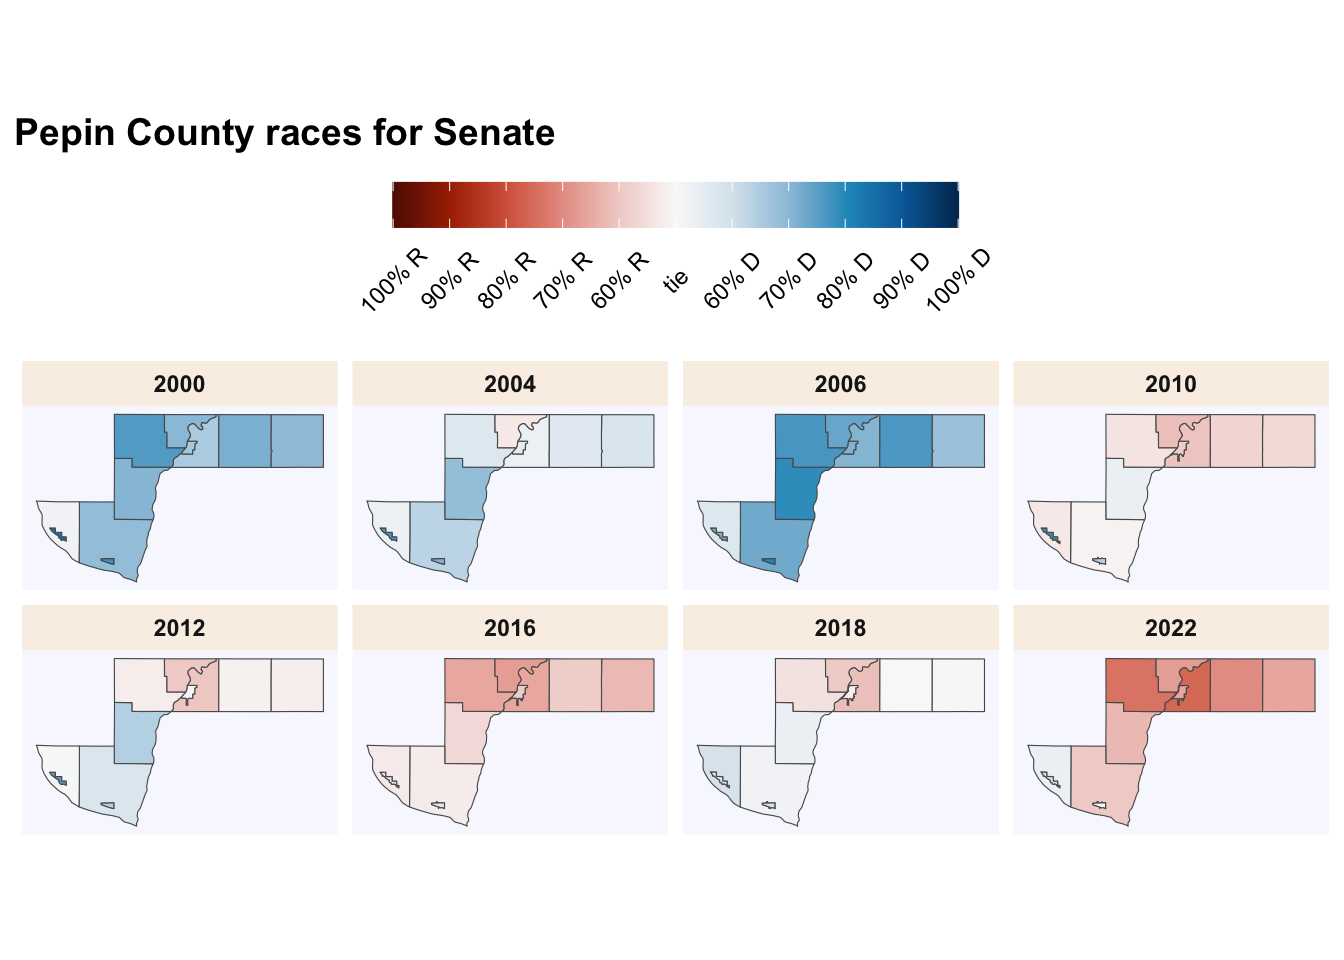 Pepin County races for Senate
100% R
90% R
80% R
70% R
60% R
tie
60% D
70% D
80% D
90% D
100% D
2000
2004
2006
2010
2012
2016
2018
2022